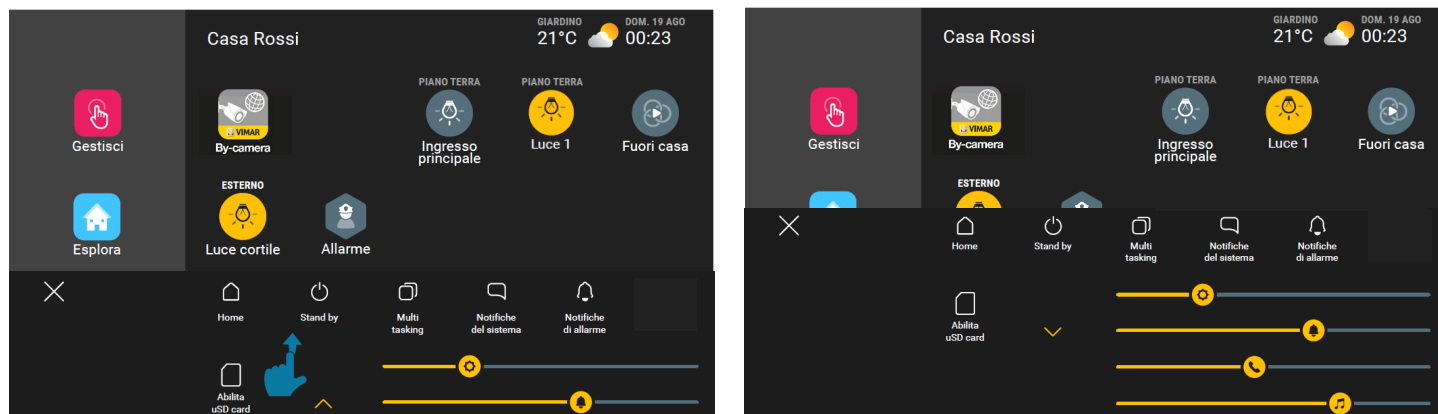 GIARDINO
DOM. 19 AGO
Casa Rossi
21°C
00:23
PIANO TERRA
PIANO TERRA
Gestisci
VIMAR
By-camera
Ingresso
principale
Luce 1
Fuori casa
ESTERNO
Esplora
Luce cortile
Allarme
Home
Stand by
Multi
tasking
Notifiche
del sistema
Notifiche
di allarme
Abilita
uSD card
GIARDINO
DOM. 19 AGO
Casa Rossi
21°C
00:23
PIANO TERRA
PIANO TERRA
Gestisci
VIMAR
By-camera
Ingresso
principale
Luce 1
Fuori casa
ESTERNO
Home
Stand by
Multi
tasking
Notifiche
del sistema
Notifiche
di allarme
Abilita
uSD card